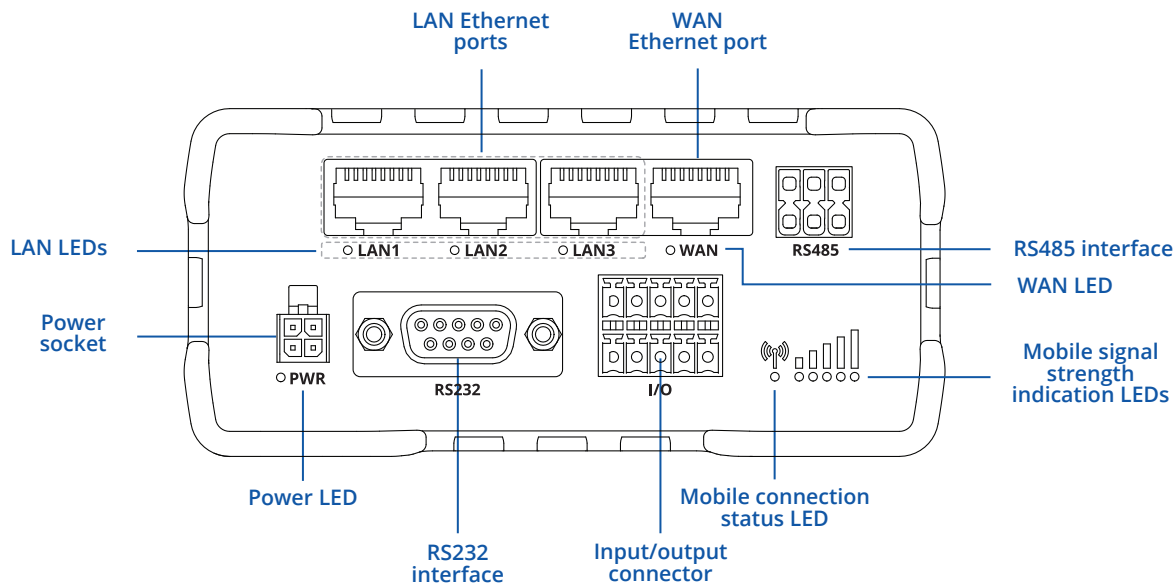 LAN Ethernet
ports
WAN
Ethernet port
LAN LEDs
LAN1
LAN2
LAN3
WAN
RS485
RS485 interface
WAN LED
Power
socket
PWR
RS232
I/O
Mobile signal
strength
indication LEDs
Power LED
Mobile connection
status LED
RS232
interface
Input/output
connector